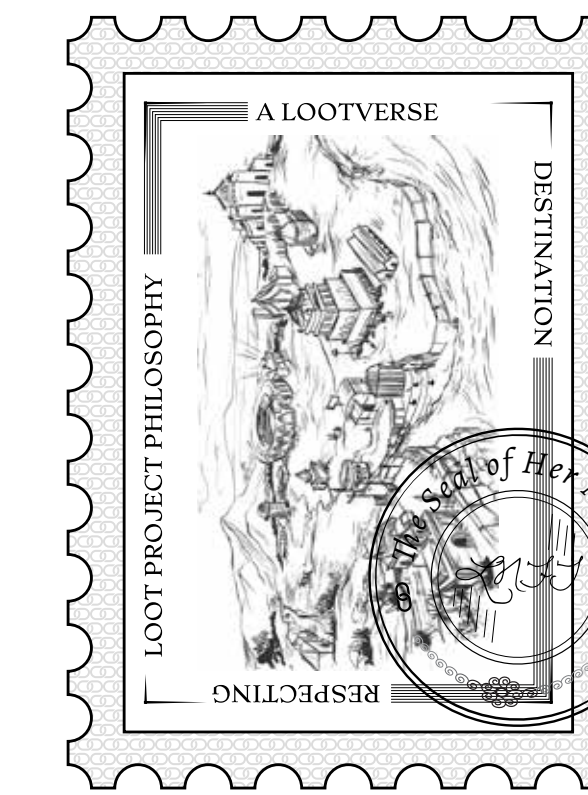 A LOOTVERSE
DESTINATION
RESPECTING
LOOT PROJECT PHILOSOPHY
The Seal of Her